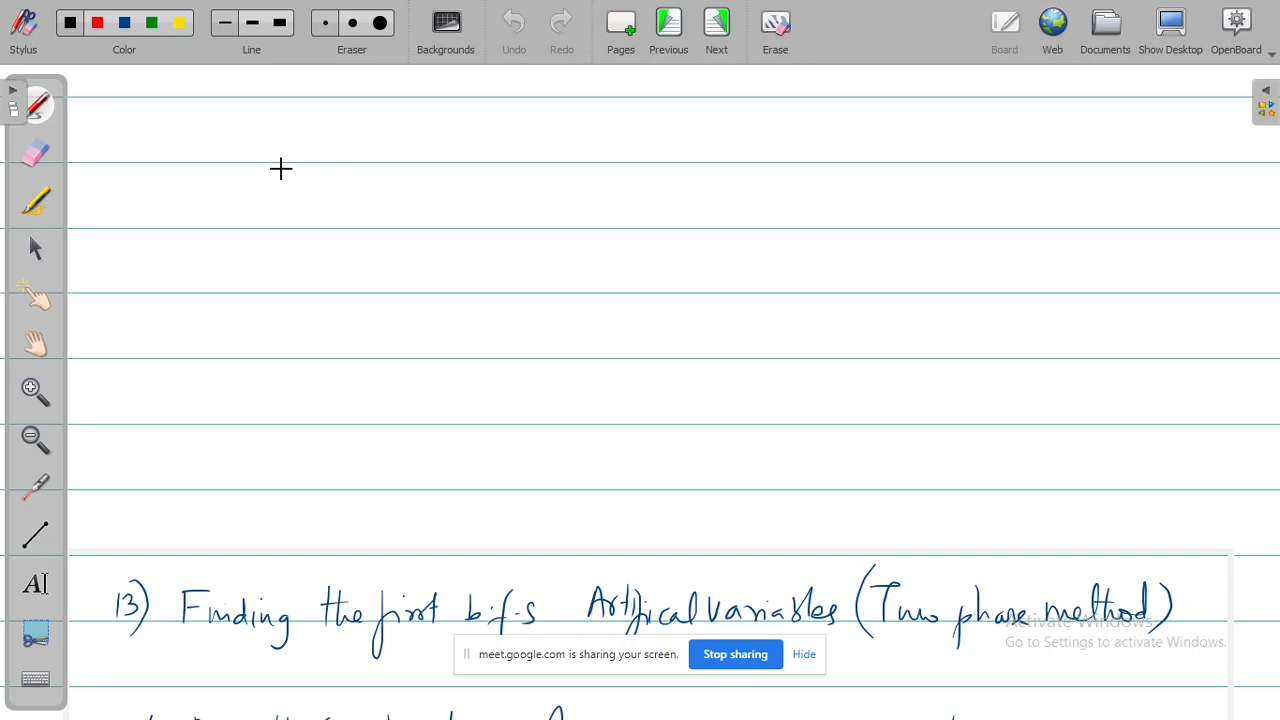 Stylus Color Line Eraser Backgrounds Undo Redo Pages Previous Next Erase Board Web Documents Show Desktop OpenBoard
13) Finding the first b.f.s Artifical variables (Two phase method)
Activate Windows
Go to Settings to activate Windows.
meet.google.com is sharing your screen. Stop sharing Hide